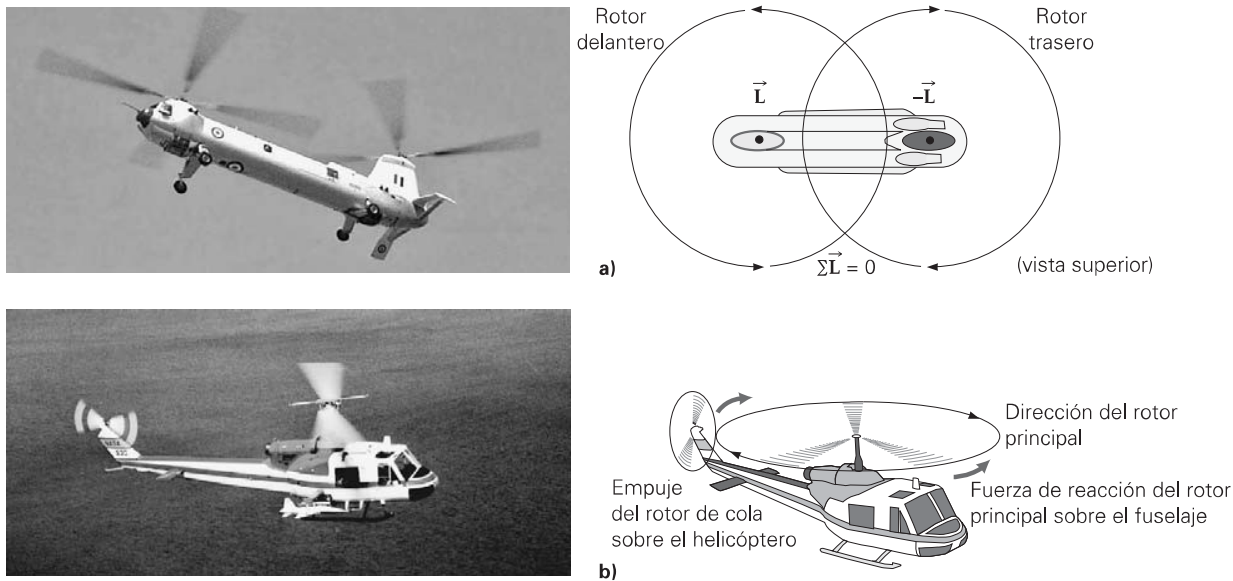 Rotor
delantero
Rotor
trasero
L
–L
a)
ΣL = 0
(vista superior)
Dirección del rotor
principal
Empuje
del rotor de cola
sobre el helicóptero
Fuerza de reacción del rotor
principal sobre el fuselaje
b)